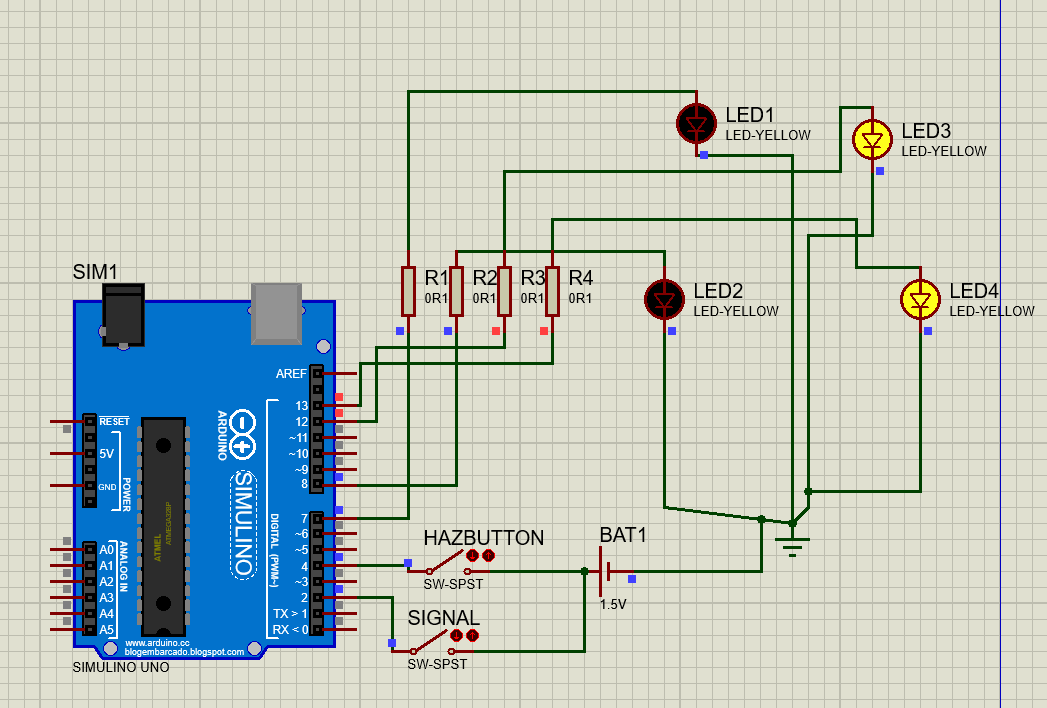 LED1
LED-YELLOW
LED3
LED-YELLOW
SIM1
R1
0R1
R2
0R1
R3
0R1
R4
0R1
LED2
LED-YELLOW
LED4
LED-YELLOW
AREF
13
12
~11
~10
~9
8
7
~6
~5
4
~3
2
TX > 1
RX < 0
DIGITAL (PWM~)
ARDUINO
SIMULINO
RESET
5V
GND
POWER
A0
A1
A2
A3
A4
A5
ANALOG IN
ATMEL
ATMEGA328P
www.arduino.cc
blogembarcado.blogspot.com
SIMULINO UNO
HAZBUTTON
SW-SPST
SIGNAL
SW-SPST
BAT1
1.5V